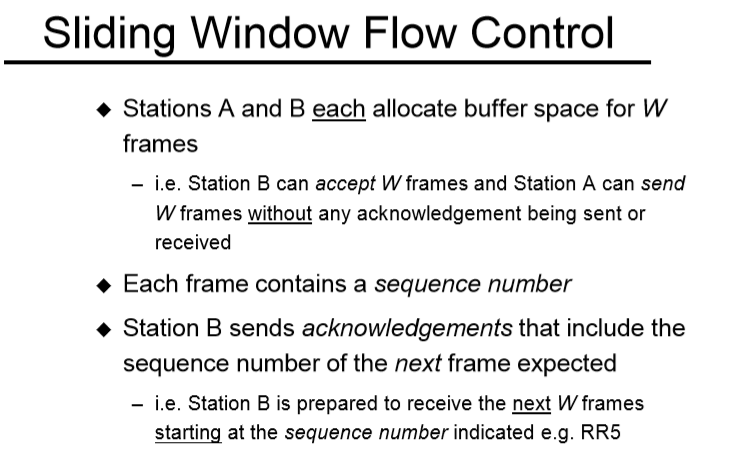 Sliding Window Flow Control
◆ Stations A and B each allocate buffer space for W
frames
– i.e. Station B can accept W frames and Station A can send
W frames without any acknowledgement being sent or
received
◆ Each frame contains a sequence number
◆ Station B sends acknowledgements that include the
sequence number of the next frame expected
– i.e. Station B is prepared to receive the next W frames
starting at the sequence number indicated e.g. RR5